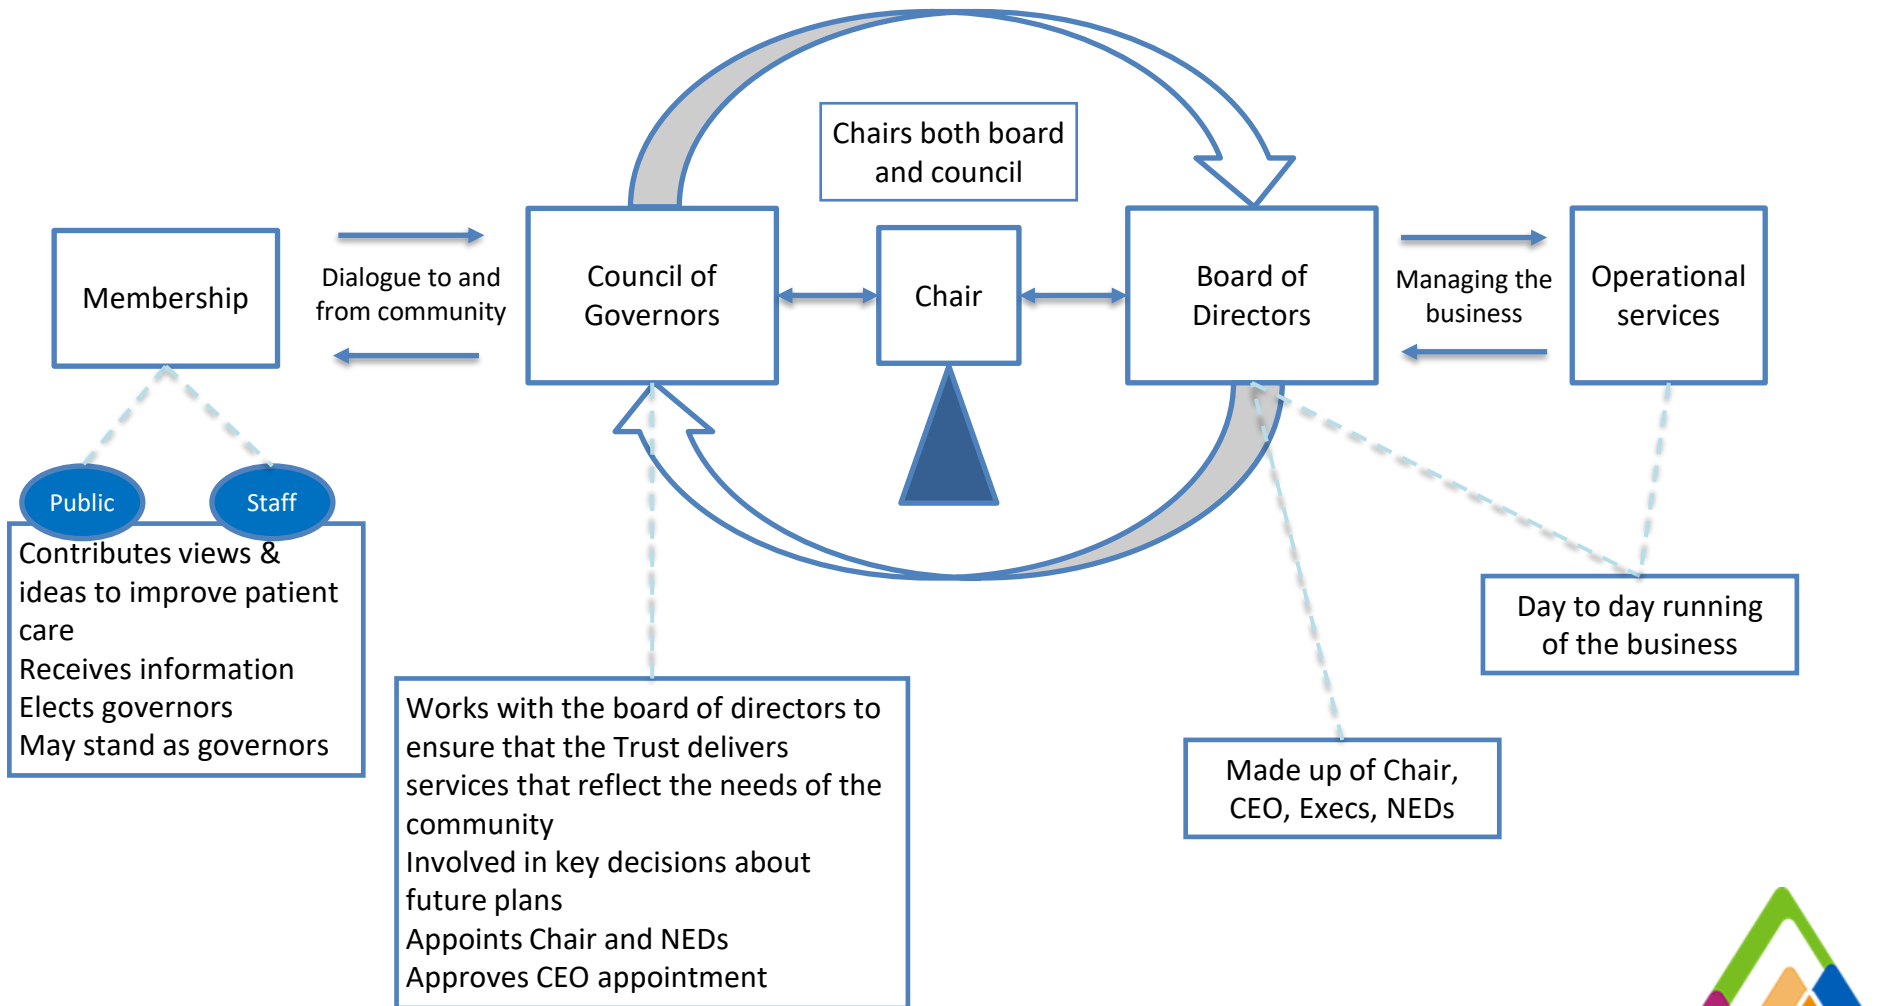 Chairs both board
and council
Membership
Dialogue to and
from community
Council of
Governors
Chair
Board of
Directors
Managing the
business
Operational
services
Public
Staff
Contributes views &
ideas to improve patient
care
Receives information
Elects governors
May stand as governors
Works with the board of directors to
ensure that the Trust delivers
services that reflect the needs of the
community
Involved in key decisions about
future plans
Appoints Chair and NEDs
Approves CEO appointment
Made up of Chair,
CEO, Execs, NEDs
Day to day running
of the business